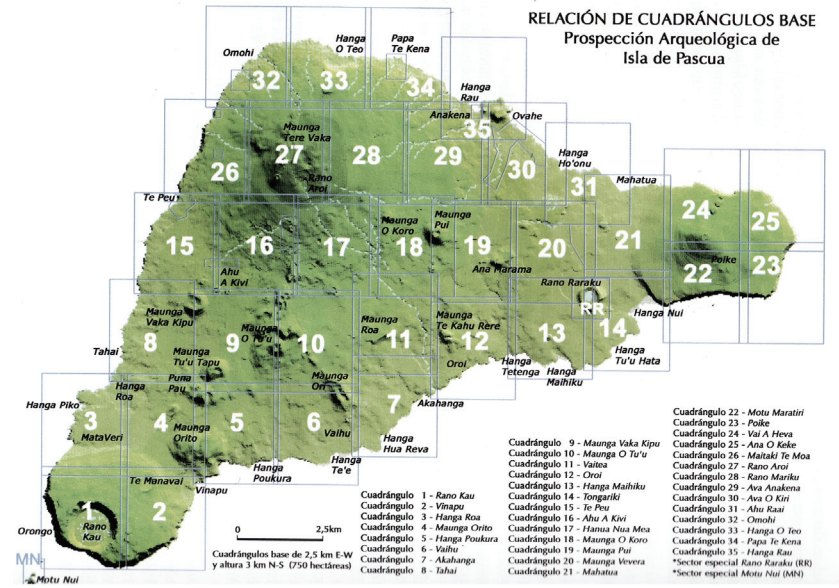 RELACIÓN DE CUADRÁNGULOS BASE
Prospección Arqueológica de
Isla de Pascua
Omohi
Hanga
O Teo
Papa
Te Kena
32
33
34
Hanga
Rau
Anakena
Ovahe
35
Maunga
Tere Vaka
27
28
29
30
26
Rano
Aroi
Hanga
Ho'onu
31
Mahatua
Te Peu
24
25
15
16
17
Maunga
O Koro
18
Maunga
Pui
19
20
21
Poike
22
23
Ahu
A Kivi
Ana Marama
Rano Raraku
RR
Hanga Nui
Maunga
Vaka Kipu
8
9
Maunga
O Tu'u
10
Maunga
Roa
11
Maunga
Te Kahu Rere
12
13
14
Tahai
Maunga
Tu'u Tapu
Oroi
Hanga
Tetenga
Hanga
Maihiku
Hanga
Tu'u Hata
Puna
Pau
Maunga
Ori
Hanga
Roa
Hanga Piko
3
MataVeri
4
Maunga
Orito
5
6
Vaihu
7
Akahanga
Hanga
Hua Reva
Hanga
Te'e
Hanga
Poukura
Te Manavai
Vinapu
1
Rano
Kau
2
Orongo
MN
Motu Nui
0 2,5km
Cuadrángulos base de 2,5 km E-W
y altura 3 km N-S (750 hectáreas)
Cuadrángulo 1 - Rano Kau
Cuadrángulo 2 - Vinapu
Cuadrángulo 3 - Hanga Roa
Cuadrángulo 4 - Maunga Orito
Cuadrángulo 5 - Hanga Poukura
Cuadrángulo 6 - Vaihu
Cuadrángulo 7 - Akahanga
Cuadrángulo 8 - Tahai
Cuadrángulo 9 - Maunga Vaka Kipu
Cuadrángulo 10 - Maunga O Tu'u
Cuadrángulo 11 - Vaitea
Cuadrángulo 12 - Oroi
Cuadrángulo 13 - Hanga Maihiku
Cuadrángulo 14 - Tongariki
Cuadrángulo 15 - Te Peu
Cuadrángulo 16 - Ahu A Kivi
Cuadrángulo 17 - Hanua Nua Mea
Cuadrángulo 18 - Maunga O Koro
Cuadrángulo 19 - Maunga Pui
Cuadrángulo 20 - Maunga Vevera
Cuadrángulo 21 - Mahatua
Cuadrángulo 22 - Motu Maratiri
Cuadrángulo 23 - Poike
Cuadrángulo 24 - Vai A Heva
Cuadrángulo 25 - Ana O Keke
Cuadrángulo 26 - Maitaki Te Moa
Cuadrángulo 27 - Rano Aroi
Cuadrángulo 28 - Rano Mariku
Cuadrángulo 29 - Ava Anakena
Cuadrángulo 30 - Ava O Kiri
Cuadrángulo 31 - Ahu Raai
Cuadrángulo 32 - Omohi
Cuadrángulo 33 - Hanga O Teo
Cuadrángulo 34 - Papa Te Kena
Cuadrángulo 35 - Hanga Rau
*Sector especial Rano Raraku (RR)
*Sector especial Motu Nui (MN)